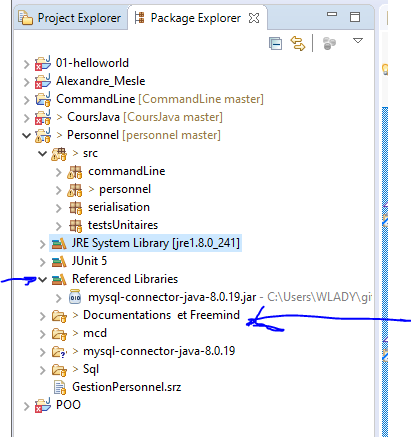 Project Explorer Package Explorer
01-helloworld
Alexandre_Mesle
CommandLine [CommandLine master]
> CoursJava [CoursJava master]
> Personnel [personnel master]
> src
commandLine
> personnel
serialisation
testsUnitaires
JRE System Library [jre1.8.0_241]
JUnit 5
Referenced Libraries
mysql-connector-java-8.0.19.jar - C:\Users\WLADY\gi
> Documentations et Freemind
> mcd
> mysql-connector-java-8.0.19
> Sql
GestionPersonnel.srz
POO